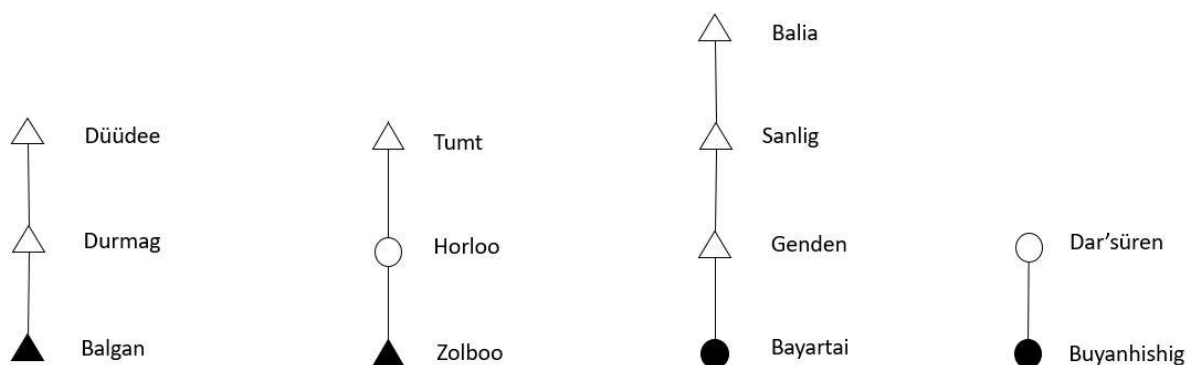 Düüdee
Durmag
Balgan
Tumt
Horloo
Zolboo
Balia
Sanlig
Genden
Bayartai
Dar’süren
Buyanhishig